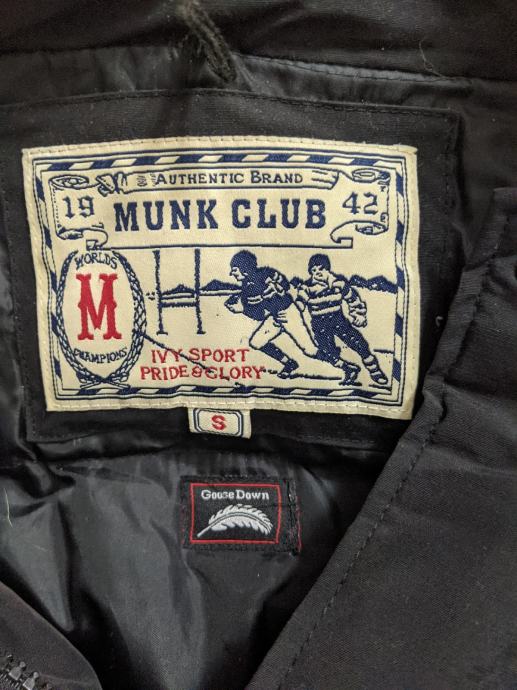 AUTHENTIC BRAND
19 MUNK CLUB 42
WORLDS
M
CHAMPIONS
IVY SPORT
PRIDE & GLORY
S
Goose Down